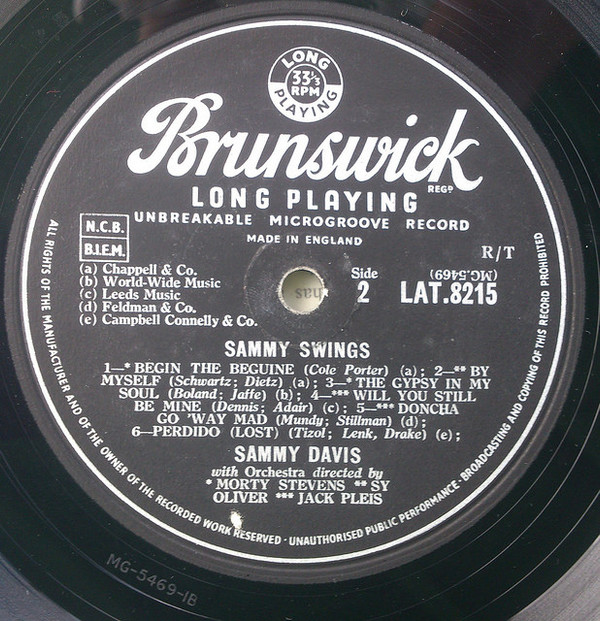 LONG
33⅓
RPM
PLAYING
Brunswick
REGD
LONG PLAYING
UNBREAKABLE MICROGROOVE RECORD
MADE IN ENGLAND
N.C.B.
B.I.E.M.
R/T
(a) Chappell & Co.
(b) World-Wide Music
(c) Leeds Music
(d) Feldman & Co.
(e) Campbell Connelly & Co.
Side
2
(MG.5469)
LAT.8215
SAMMY SWINGS
1—* BEGIN THE BEGUINE (Cole Porter) (a); 2—** BY
MYSELF (Schwartz; Dietz) (a); 3—* THE GYPSY IN MY
SOUL (Boland; Jaffe) (b); 4—*** WILL YOU STILL
BE MINE (Dennis; Adair) (c); 5—*** DONCHA
GO 'WAY MAD (Mundy; Stillman) (d);
6—PERDIDO (LOST) (Tizol; Lenk, Drake) (e);
SAMMY DAVIS
with Orchestra directed by
* MORTY STEVENS ** SY
OLIVER *** JACK PLEIS
ALL RIGHTS OF THE MANUFACTURER AND OF THE OWNER OF THE RECORDED WORK RESERVED · UNAUTHORISED PUBLIC PERFORMANCE · BROADCASTING AND COPYING OF THIS RECORD PROHIBITED
MG-5469-1B